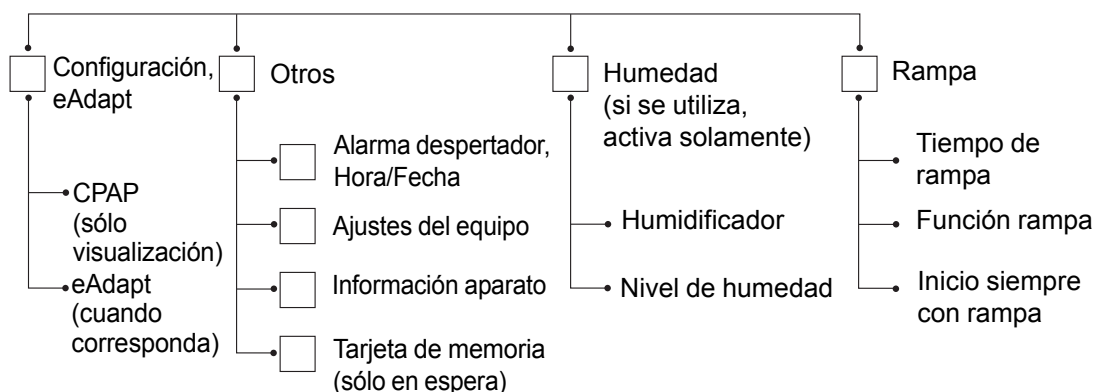 Configuración,
eAdapt
CPAP
(sólo
visualización)
eAdapt
(cuando
corresponda)
Otros
Alarma despertador,
Hora/Fecha
Ajustes del equipo
Información aparato
Tarjeta de memoria
(sólo en espera)
Humedad
(si se utiliza,
activa solamente)
Humidificador
Nivel de humedad
Rampa
Tiempo de
rampa
Función rampa
Inicio siempre
con rampa